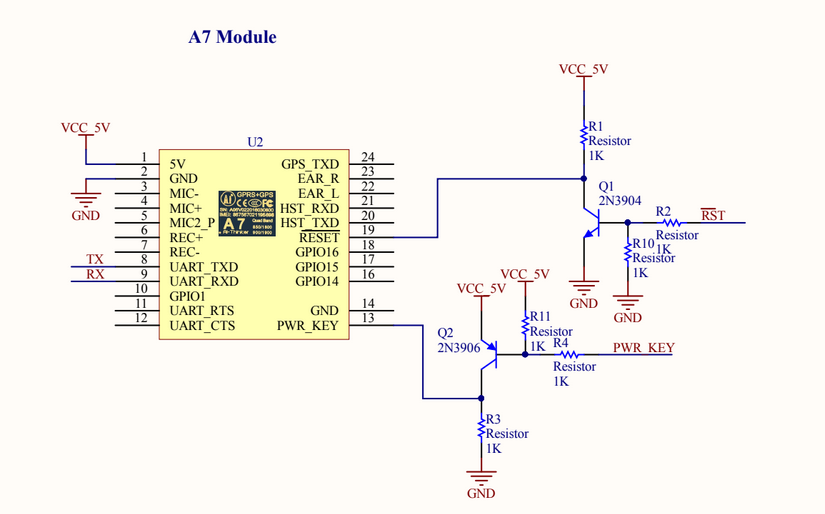 A7 Module
VCC_5V
GND
TX
RX
U2
1 5V
2 GND
3 MIC-
4 MIC+
5 MIC2_P
6 REC+
7 REC-
8 UART_TXD
9 UART_RXD
10 GPIO1
11 UART_RTS
12 UART_CTS
GPS_TXD 24
EAR_R 23
EAR_L 22
HST_RXD 21
HST_TXD 20
RESET 19
GPIO16 18
GPIO15 17
GPIO14 16
GND 14
PWR_KEY 13
GPRS+GPS
A7
VCC_5V
R1
Resistor
1K
Q1
2N3904
R2
Resistor
1K
RST
R10
Resistor
1K
GND
GND
VCC_5V
VCC_5V
R11
Resistor
1K
Q2
2N3906
R4
Resistor
1K
PWR_KEY
R3
Resistor
1K
GND